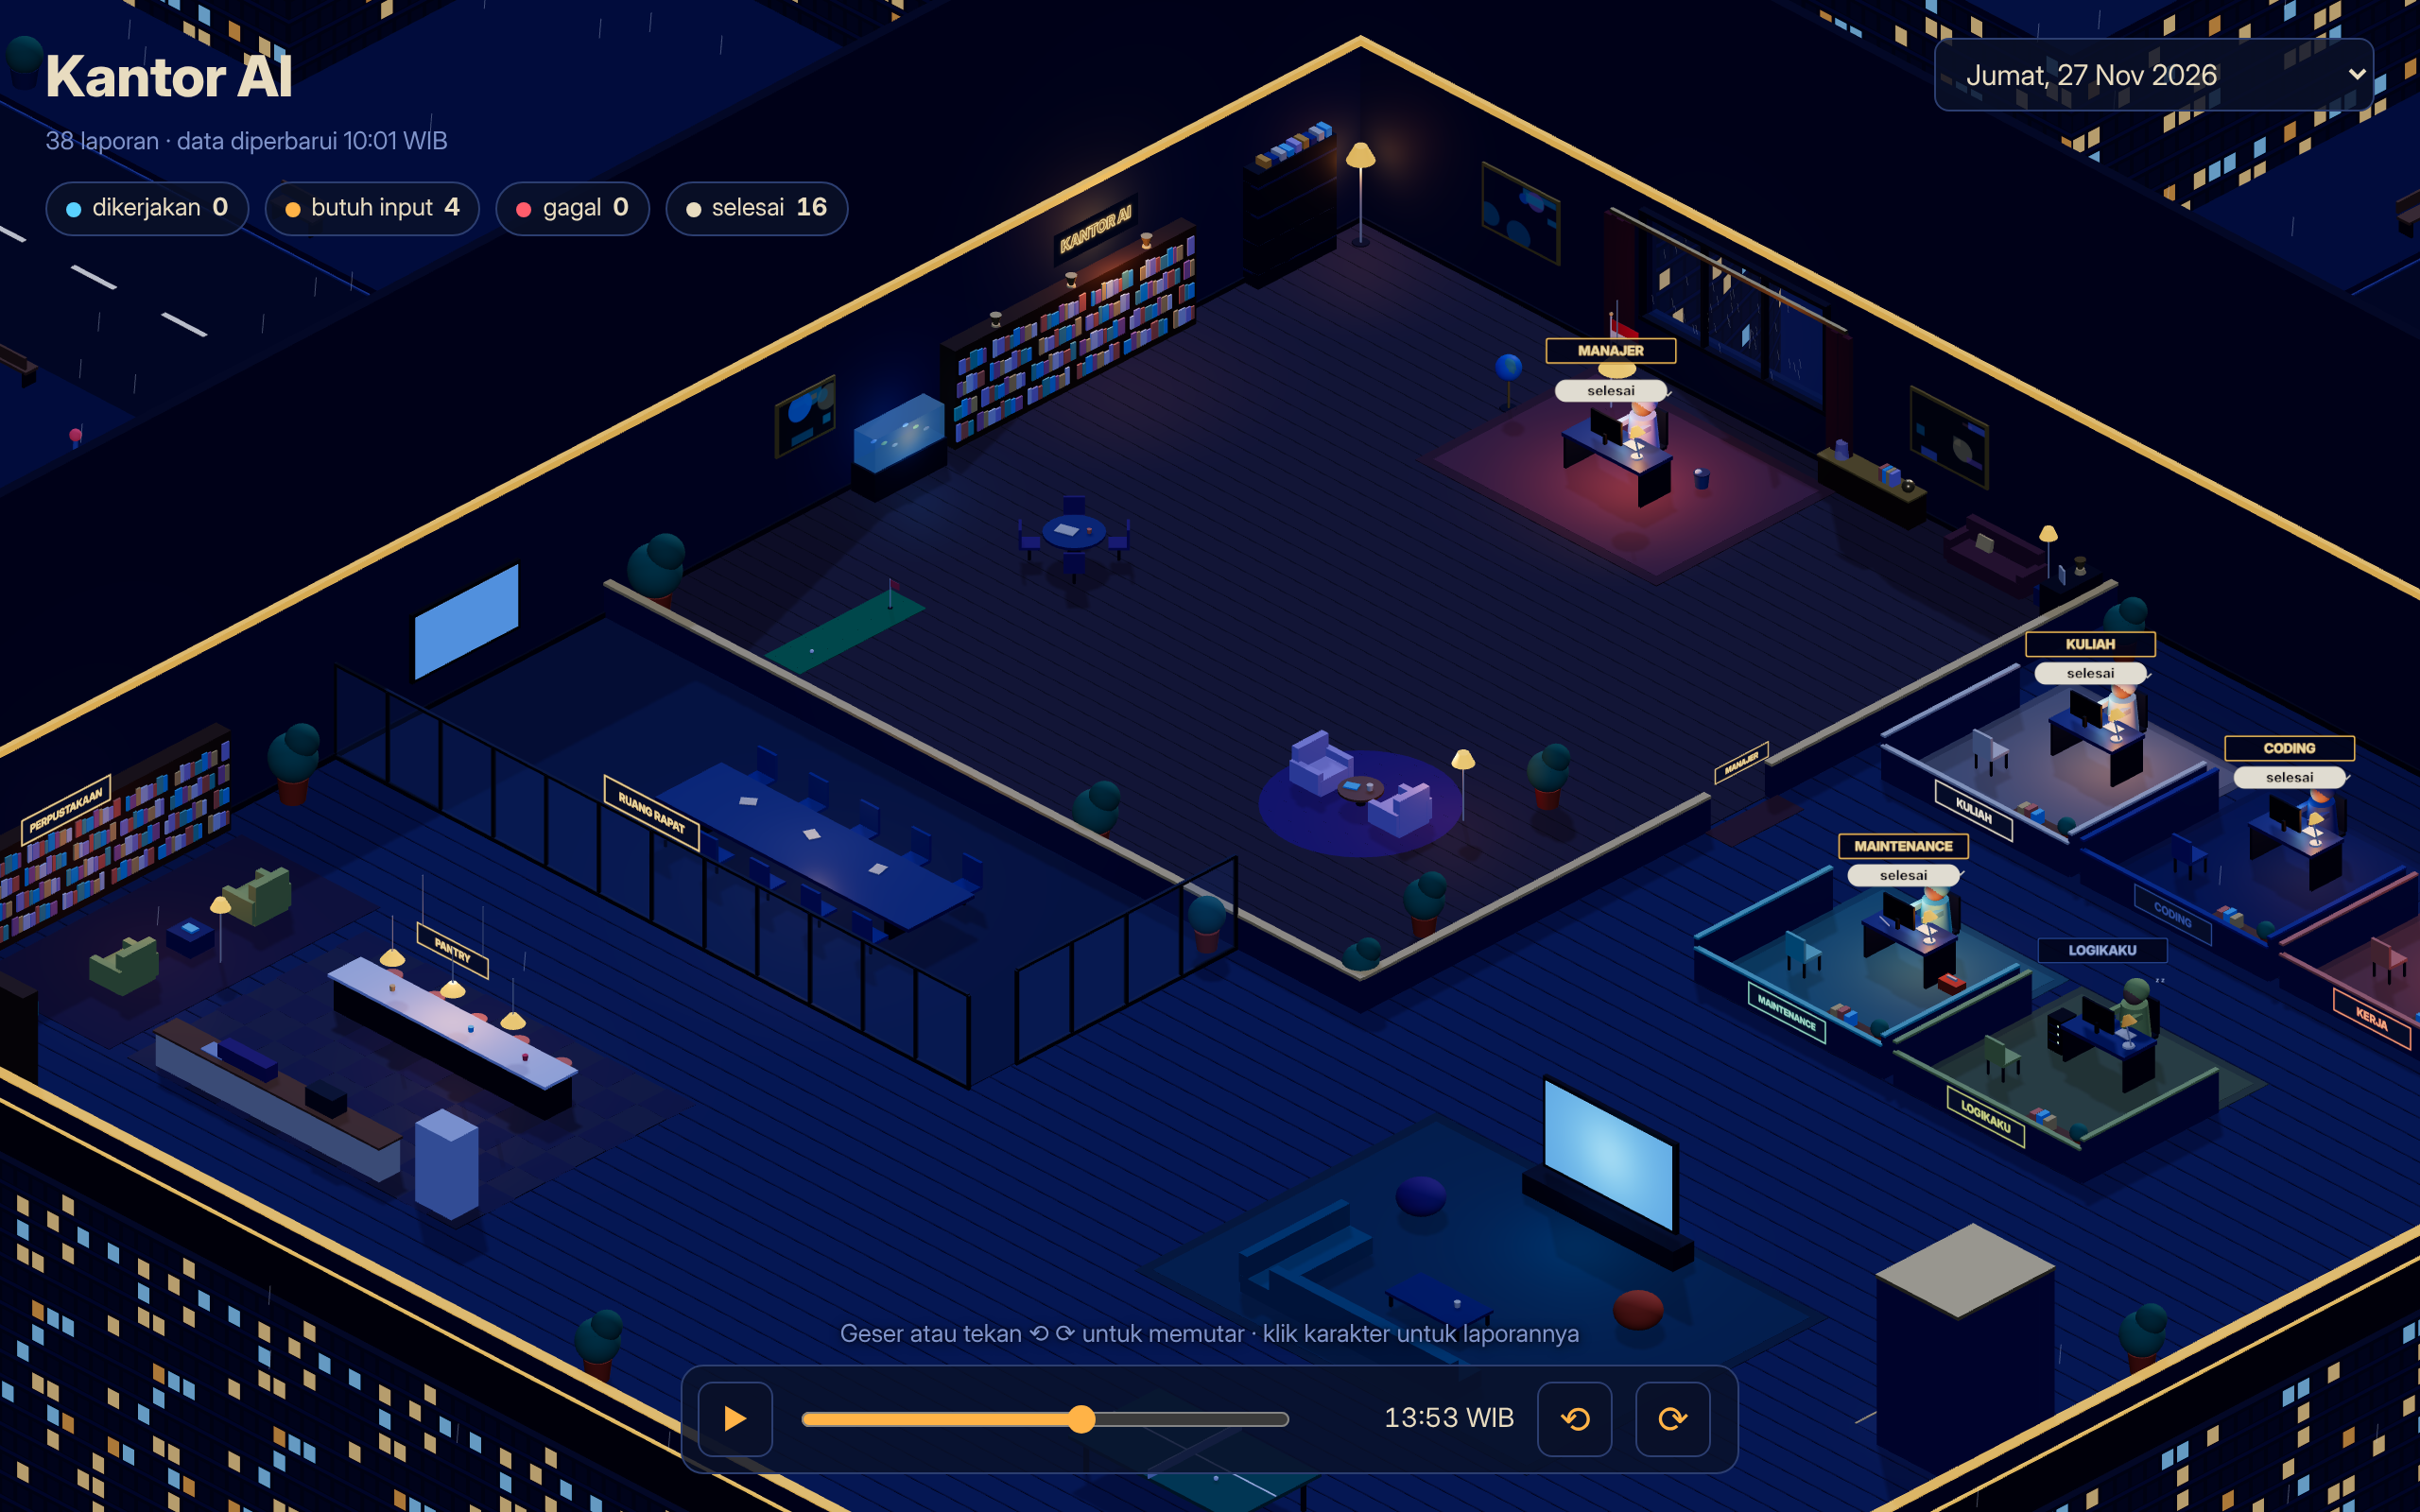 Kantor AI
38 laporan · data diperbarui 10:01 WIB
dikerjakan 0
butuh input 4
gagal 0
selesai 16
Jumat, 27 Nov 2026
KANTOR AI
MANAJER
selesai
KULIAH
selesai
CODING
selesai
MANAJER
KULIAH
PERPUSTAKAAN
RUANG RAPAT
MAINTENANCE
selesai
CODING
PANTRY
LOGIKAKU
zz
MAINTENANCE
KERJA
LOGIKAKU
Geser atau tekan ⟲ ⟳ untuk memutar · klik karakter untuk laporannya
13:53 WIB